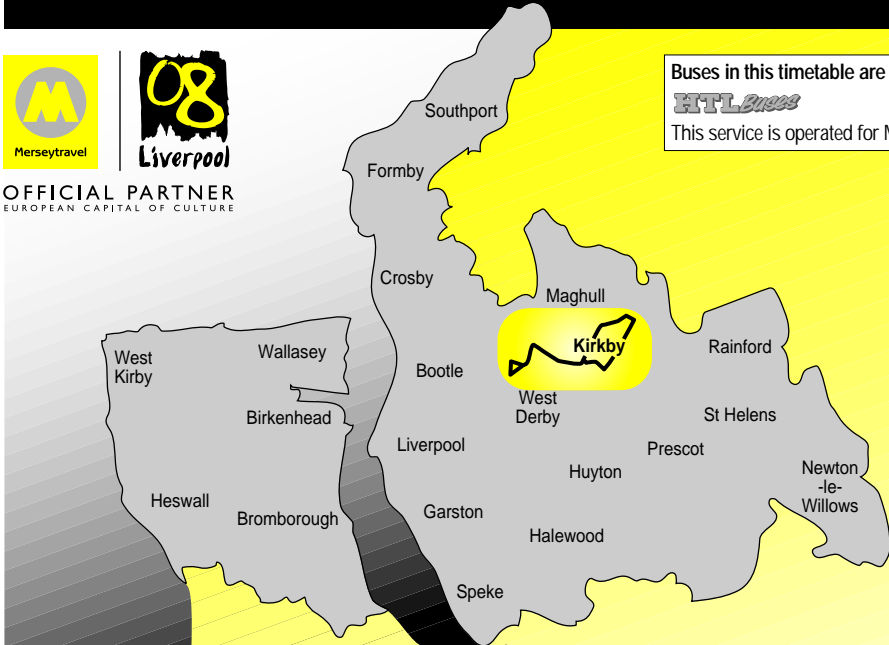 M
Merseytravel
08
Liverpool
OFFICIAL PARTNER
EUROPEAN CAPITAL OF CULTURE
Buses in this timetable are
HTL Buses
This service is operated for M
Southport
Formby
Crosby
Maghull
Kirkby
Rainford
West
Kirby
Wallasey
Bootle
West
Derby
Birkenhead
St Helens
Liverpool
Prescot
Huyton
Newton
-le-
Willows
Heswall
Bromborough
Garston
Halewood
Speke